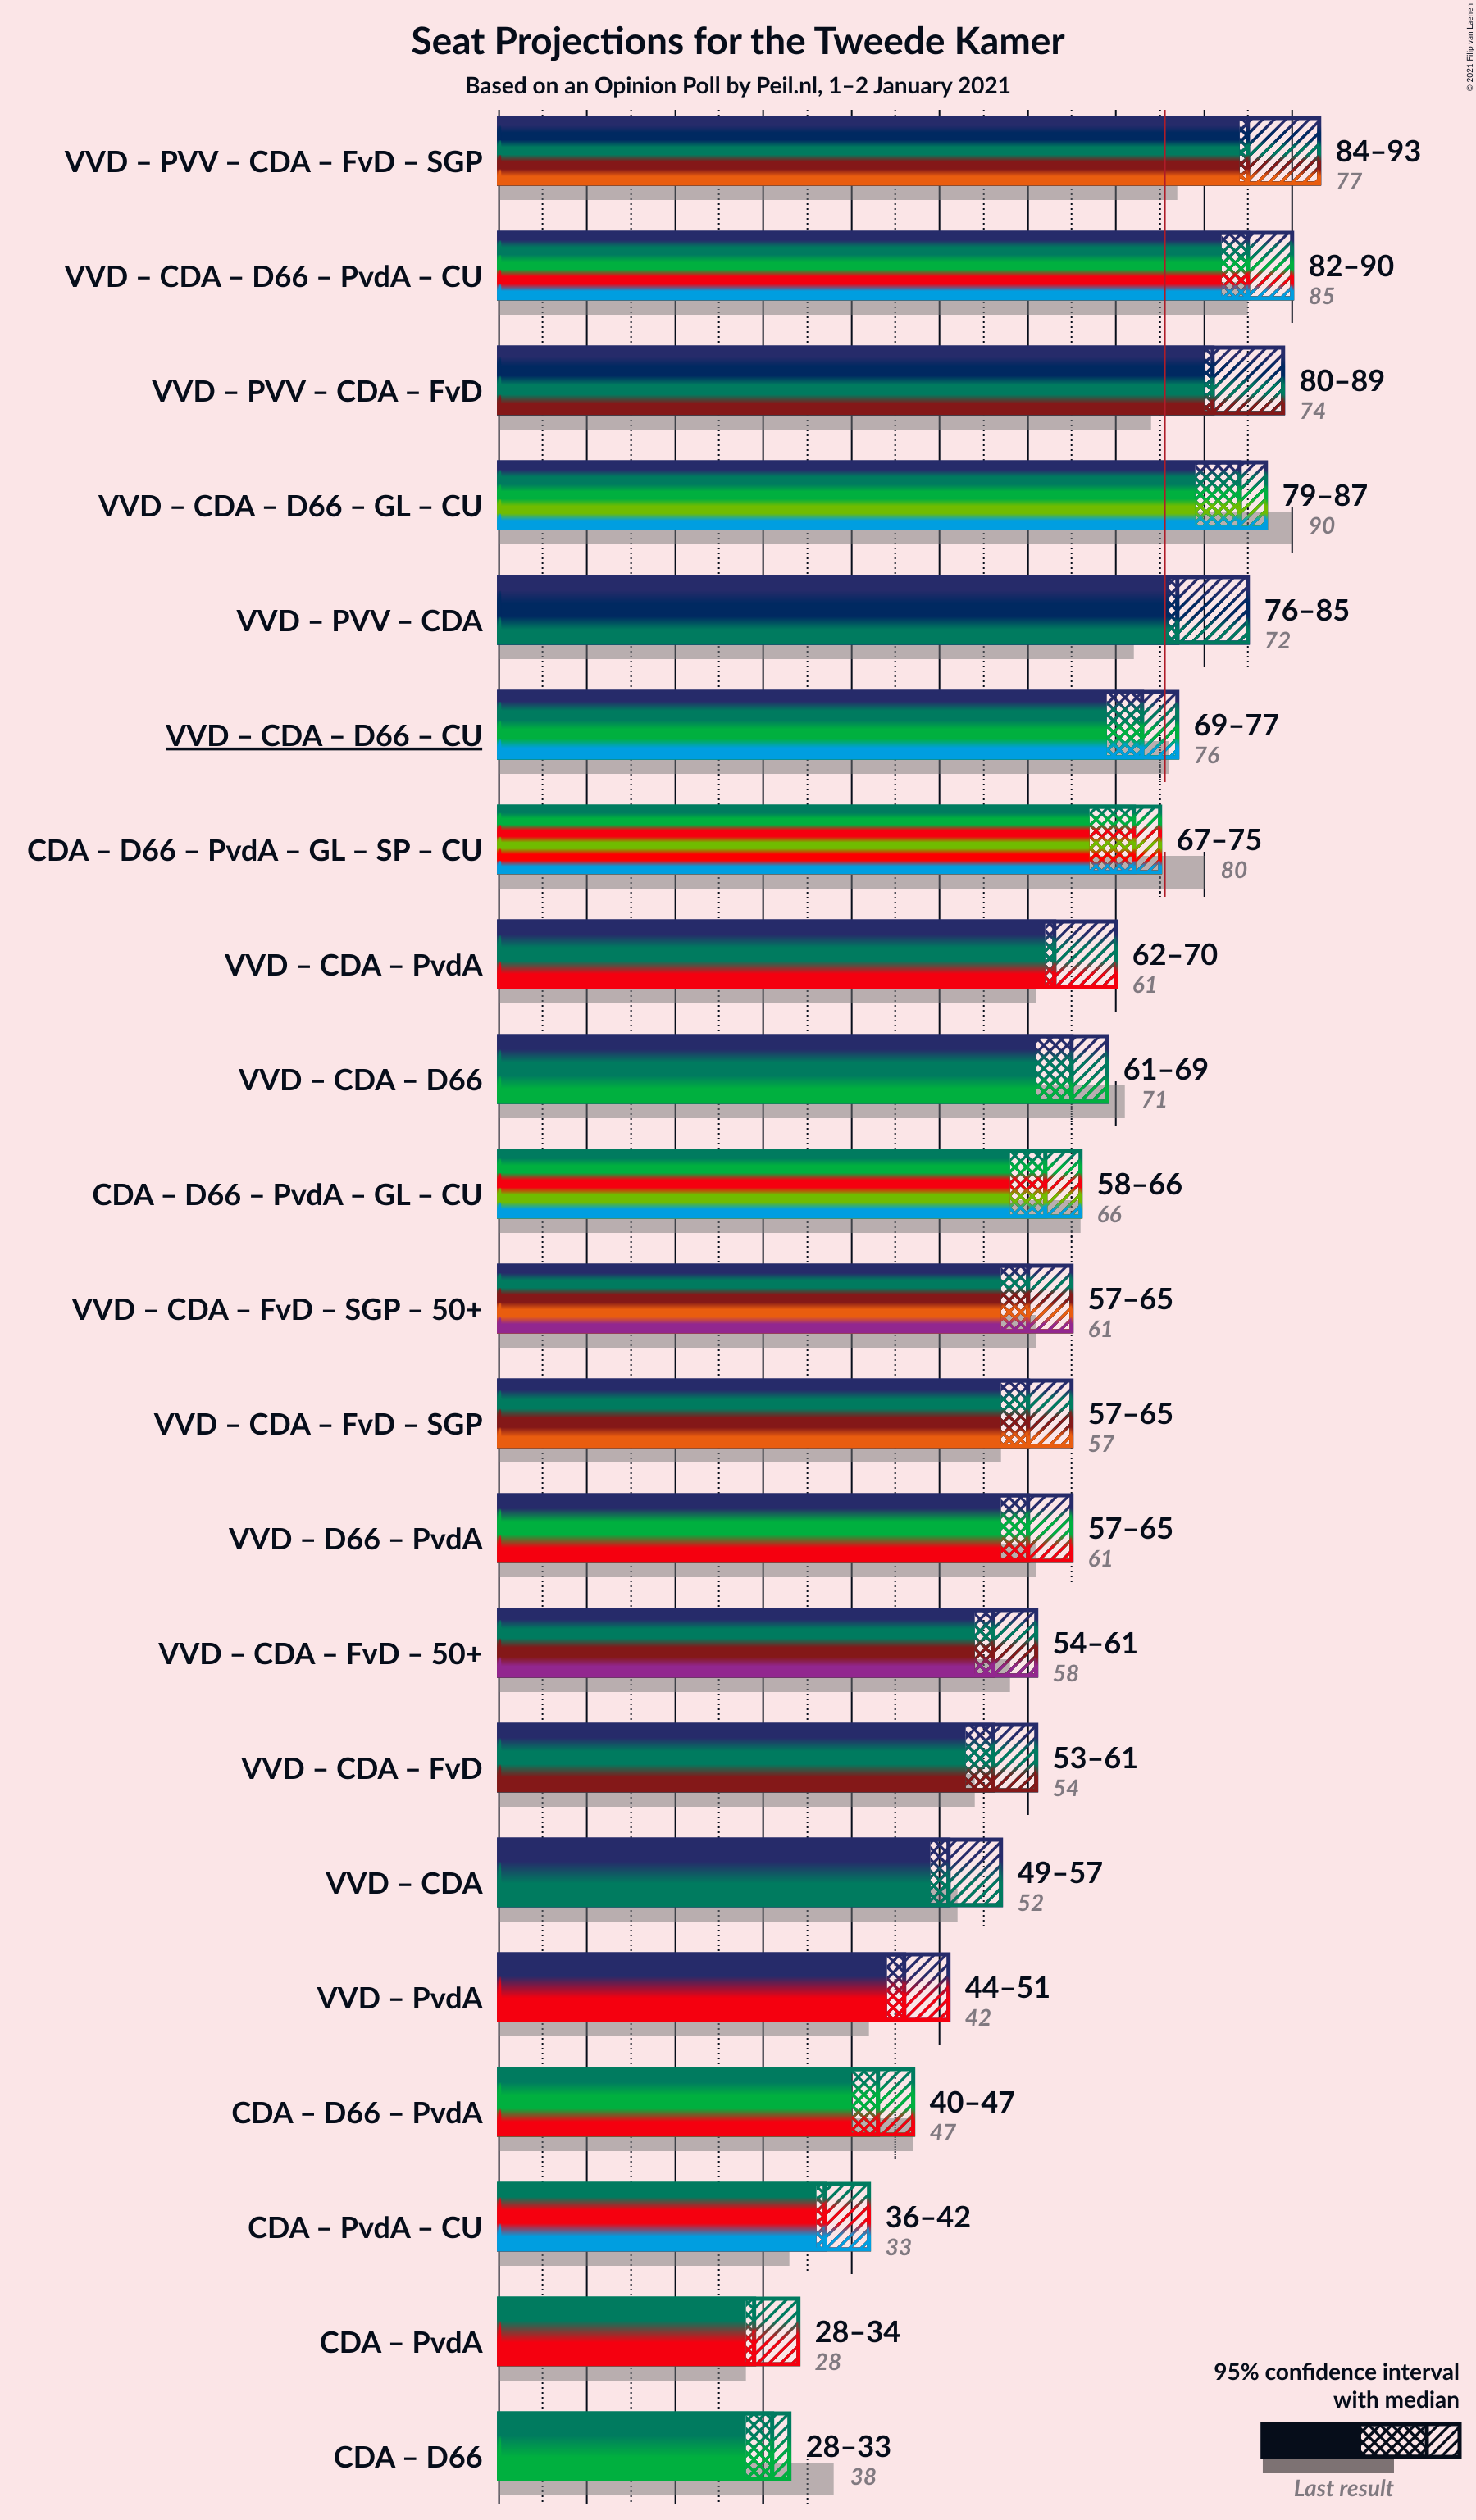 Seat Projections for the Tweede Kamer
Based on an Opinion Poll by Peil.nl, 1–2 January 2021
© 2021 Filip van Laenen
VVD – PVV – CDA – FvD – SGP
84–93
77
VVD – CDA – D66 – PvdA – CU
82–90
85
VVD – PVV – CDA – FvD
80–89
74
VVD – CDA – D66 – GL – CU
79–87
90
VVD – PVV – CDA
76–85
72
VVD – CDA – D66 – CU
69–77
76
CDA – D66 – PvdA – GL – SP – CU
67–75
80
VVD – CDA – PvdA
62–70
61
VVD – CDA – D66
61–69
71
CDA – D66 – PvdA – GL – CU
58–66
66
VVD – CDA – FvD – SGP – 50+
57–65
61
VVD – CDA – FvD – SGP
57–65
57
VVD – D66 – PvdA
57–65
61
VVD – CDA – FvD – 50+
54–61
58
VVD – CDA – FvD
53–61
54
VVD – CDA
49–57
52
VVD – PvdA
44–51
42
CDA – D66 – PvdA
40–47
47
CDA – PvdA – CU
36–42
33
CDA – PvdA
28–34
28
CDA – D66
28–33
38
95% confidence interval
with median
Last result